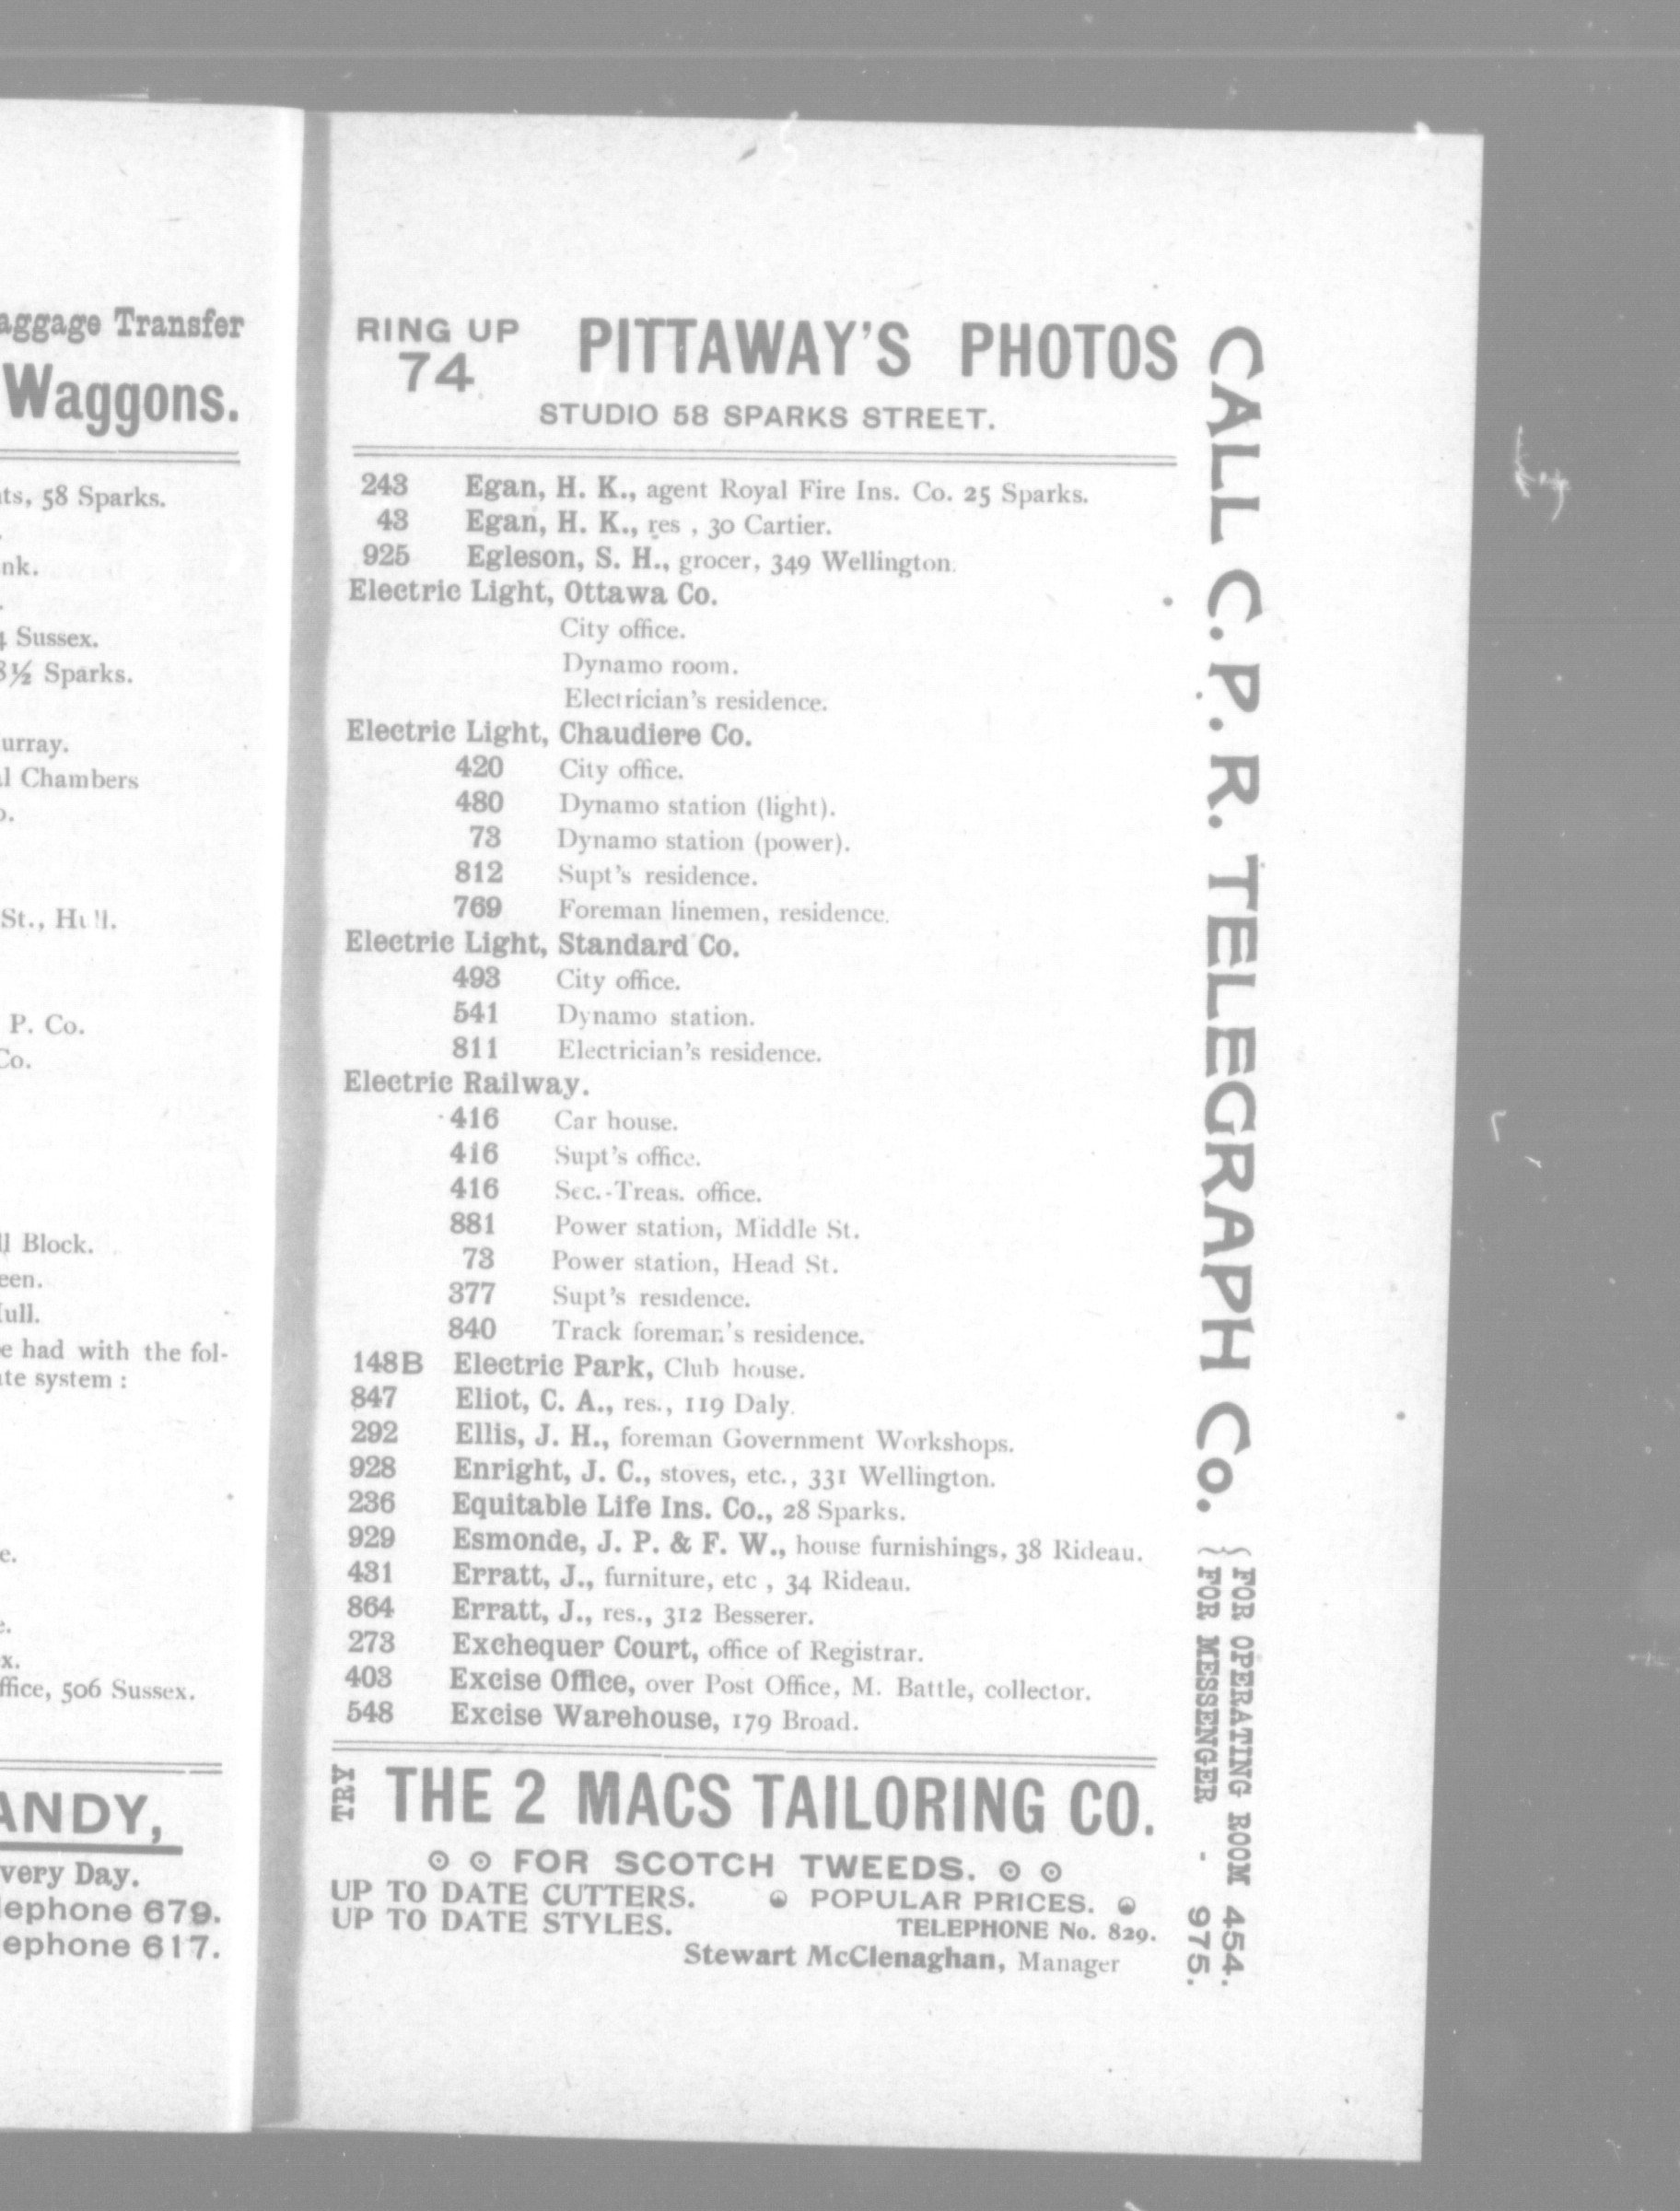 aggage Transfer
Waggons.
ts, 58 Sparks.
nk.
4 Sussex.
8½ Sparks.
urray.
l Chambers
o.
St., Hull.
P. Co.
Co.
ll Block.
een.
Hull.
e had with the fol-
te system :
e.
e.
x.
ffice, 506 Sussex.
ANDY,
very Day.
lephone 679.
ephone 617.
RING UP
74
PITTAWAY'S PHOTOS
STUDIO 58 SPARKS STREET.
243 Egan, H. K., agent Royal Fire Ins. Co. 25 Sparks.
43 Egan, H. K., res , 30 Cartier.
925 Egleson, S. H., grocer, 349 Wellington.
Electric Light, Ottawa Co.
City office.
Dynamo room.
Electrician's residence.
Electric Light, Chaudiere Co.
420 City office.
480 Dynamo station (light).
73 Dynamo station (power).
812 Supt's residence.
769 Foreman linemen, residence.
Electric Light, Standard Co.
493 City office.
541 Dynamo station.
811 Electrician's residence.
Electric Railway.
416 Car house.
416 Supt's office.
416 Sec.-Treas. office.
881 Power station, Middle St.
73 Power station, Head St.
377 Supt's residence.
840 Track foreman's residence.
148B Electric Park, Club house.
847 Eliot, C. A., res., 119 Daly.
292 Ellis, J. H., foreman Government Workshops.
928 Enright, J. C., stoves, etc., 331 Wellington.
236 Equitable Life Ins. Co., 28 Sparks.
929 Esmonde, J. P. & F. W., house furnishings, 38 Rideau.
431 Erratt, J., furniture, etc , 34 Rideau.
864 Erratt, J., res., 312 Besserer.
273 Exchequer Court, office of Registrar.
403 Excise Office, over Post Office, M. Battle, collector.
548 Excise Warehouse, 179 Broad.
TRY THE 2 MACS TAILORING CO.
FOR SCOTCH TWEEDS.
UP TO DATE CUTTERS. POPULAR PRICES.
UP TO DATE STYLES. TELEPHONE No. 829.
Stewart McClenaghan, Manager
CALL C. P. R. TELEGRAPH Co.
FOR OPERATING ROOM 454.
FOR MESSENGER - 975.